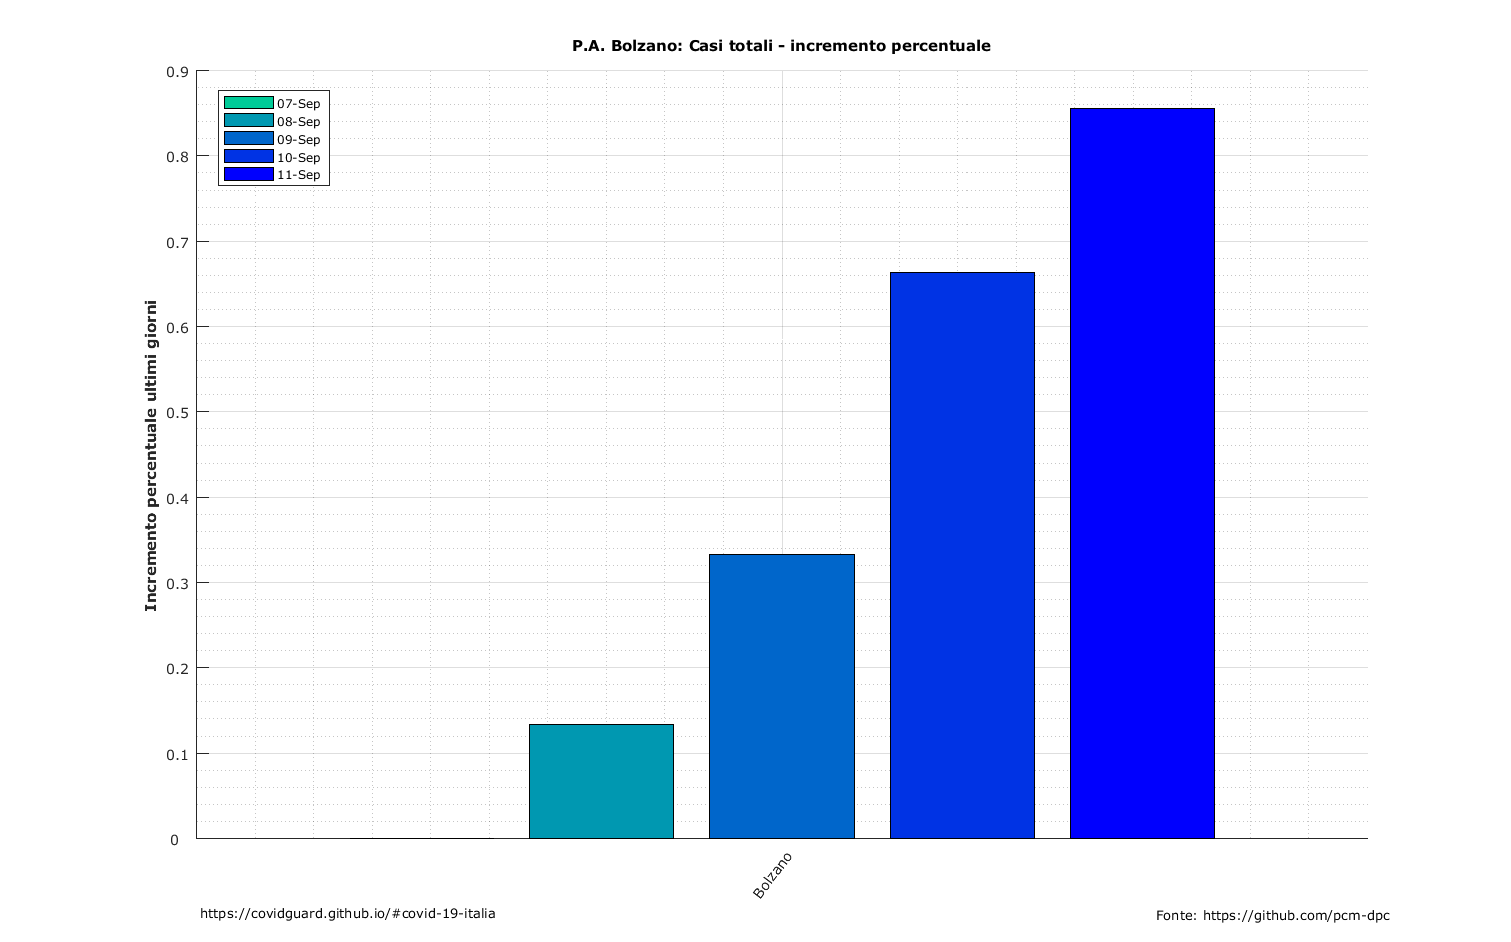 P.A. Bolzano: Casi totali - incremento percentuale
0.9
0.8
0.7
0.6
0.5
0.4
0.3
0.2
0.1
0
Incremento percentuale ultimi giorni
07-Sep
08-Sep
09-Sep
10-Sep
11-Sep
Bolzano
https://covidguard.github.io/#covid-19-italia
Fonte: https://github.com/pcm-dpc